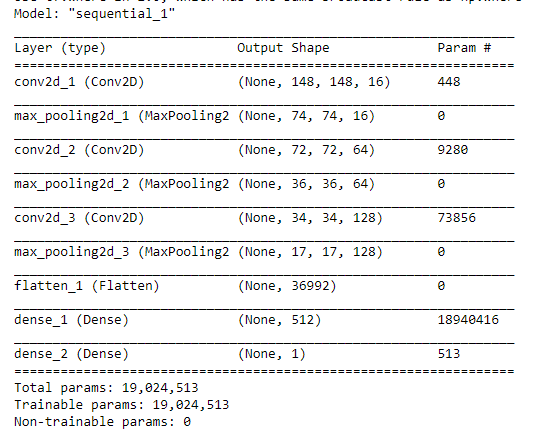 Model: "sequential_1"
_________________________________________________________________
Layer (type)                 Output Shape              Param #
=================================================================
conv2d_1 (Conv2D)            (None, 148, 148, 16)      448
_________________________________________________________________
max_pooling2d_1 (MaxPooling2 (None, 74, 74, 16)        0
_________________________________________________________________
conv2d_2 (Conv2D)            (None, 72, 72, 64)        9280
_________________________________________________________________
max_pooling2d_2 (MaxPooling2 (None, 36, 36, 64)        0
_________________________________________________________________
conv2d_3 (Conv2D)            (None, 34, 34, 128)       73856
_________________________________________________________________
max_pooling2d_3 (MaxPooling2 (None, 17, 17, 128)       0
_________________________________________________________________
flatten_1 (Flatten)          (None, 36992)             0
_________________________________________________________________
dense_1 (Dense)              (None, 512)               18940416
_________________________________________________________________
dense_2 (Dense)              (None, 1)                 513
=================================================================
Total params: 19,024,513
Trainable params: 19,024,513
Non-trainable params: 0